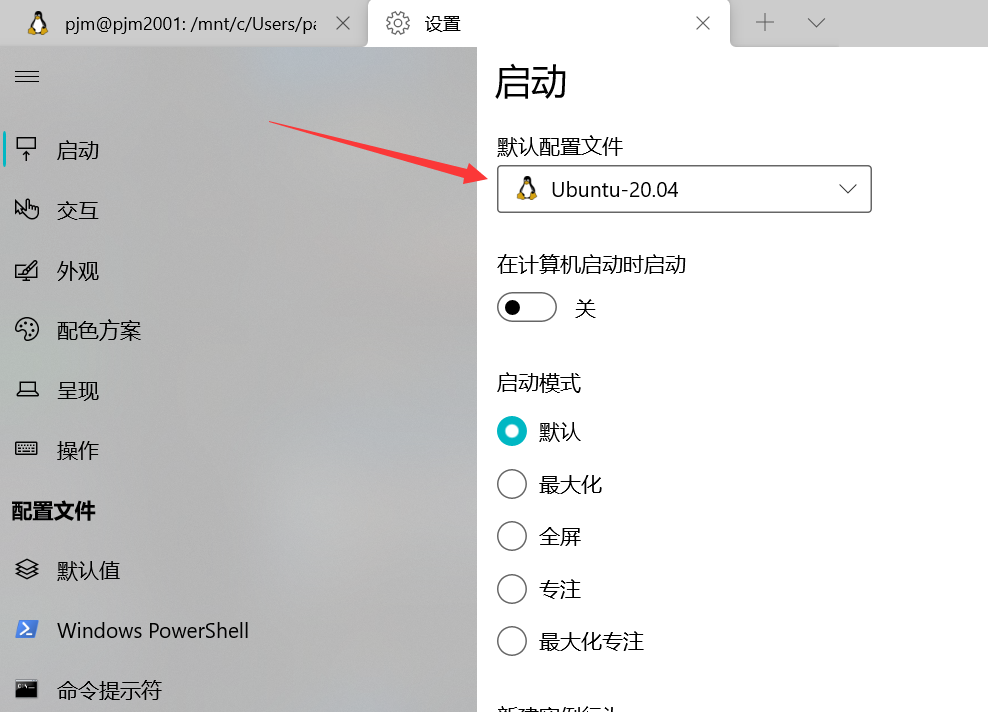 pjm@pjm2001: /mnt/c/Users/pa
设置
启动
交互
外观
配色方案
呈现
操作
配置文件
默认值
Windows PowerShell
命令提示符
启动
默认配置文件
Ubuntu-20.04
在计算机启动时启动
关
启动模式
默认
最大化
全屏
专注
最大化专注